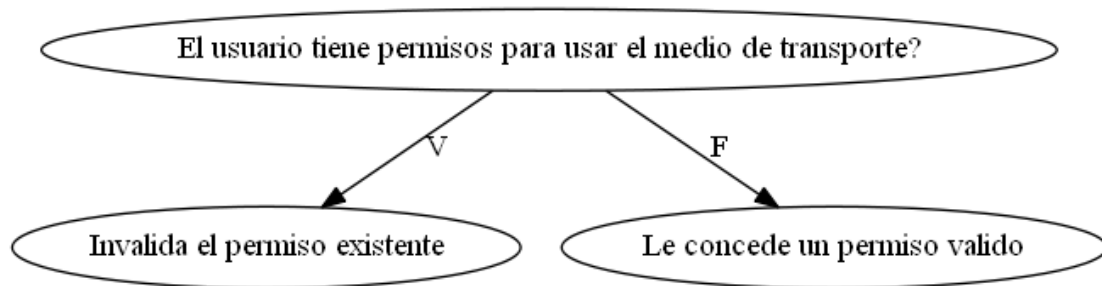 El usuario tiene permisos para usar el medio de transporte?
V
F
Invalida el permiso existente
Le concede un permiso valido